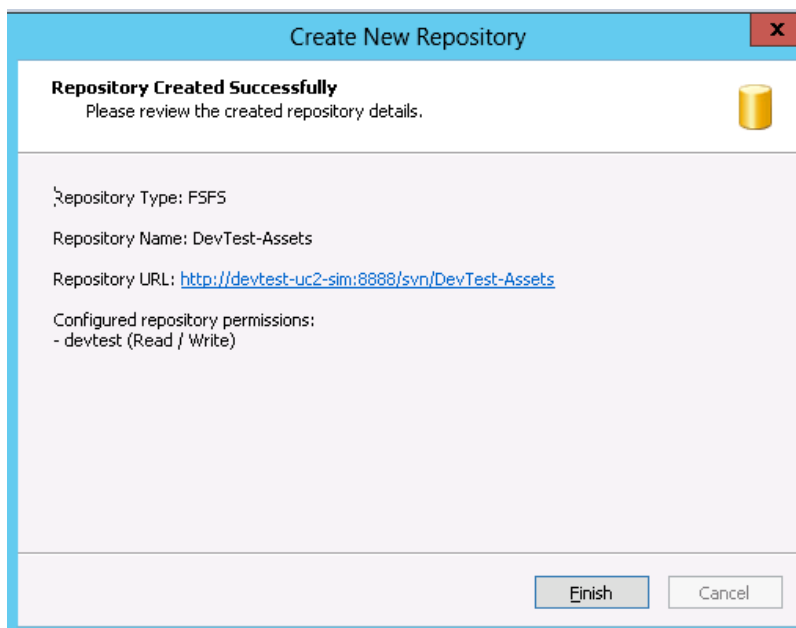 Create New Repository
x
Repository Created Successfully
Please review the created repository details.
Repository Type: FSFS
Repository Name: DevTest-Assets
Repository URL: http://devtest-uc2-sim:8888/svn/DevTest-Assets
Configured repository permissions:
- devtest (Read / Write)
Finish
Cancel